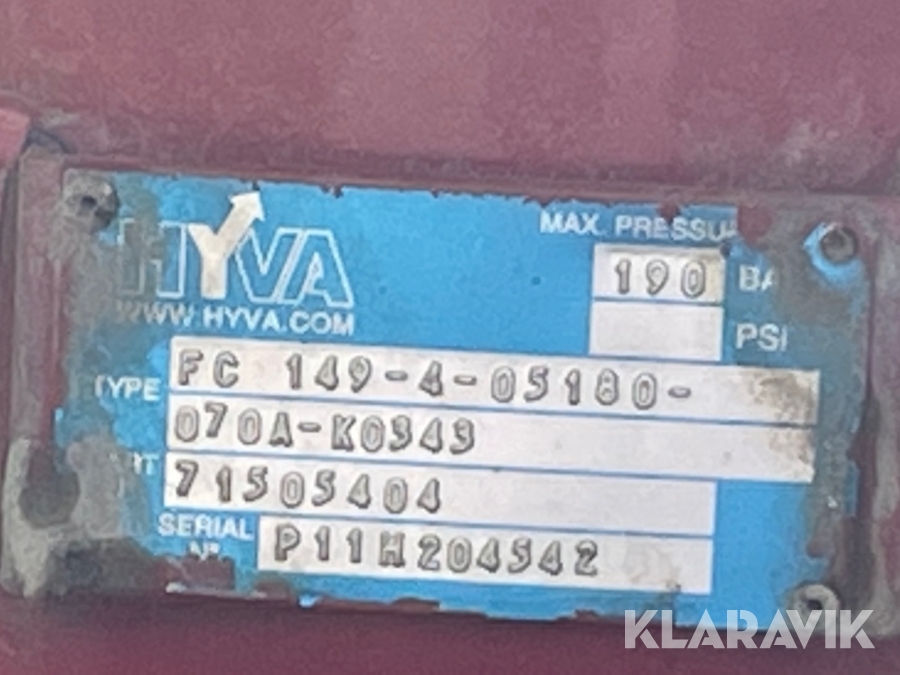 HYVA
WWW.HYVA.COM
MAX. PRESSU
190 BA
PSI
TYPE FC 149-4-05180-
070A-K0343
71505404
SERIAL
P11H204542
KLARAVIK